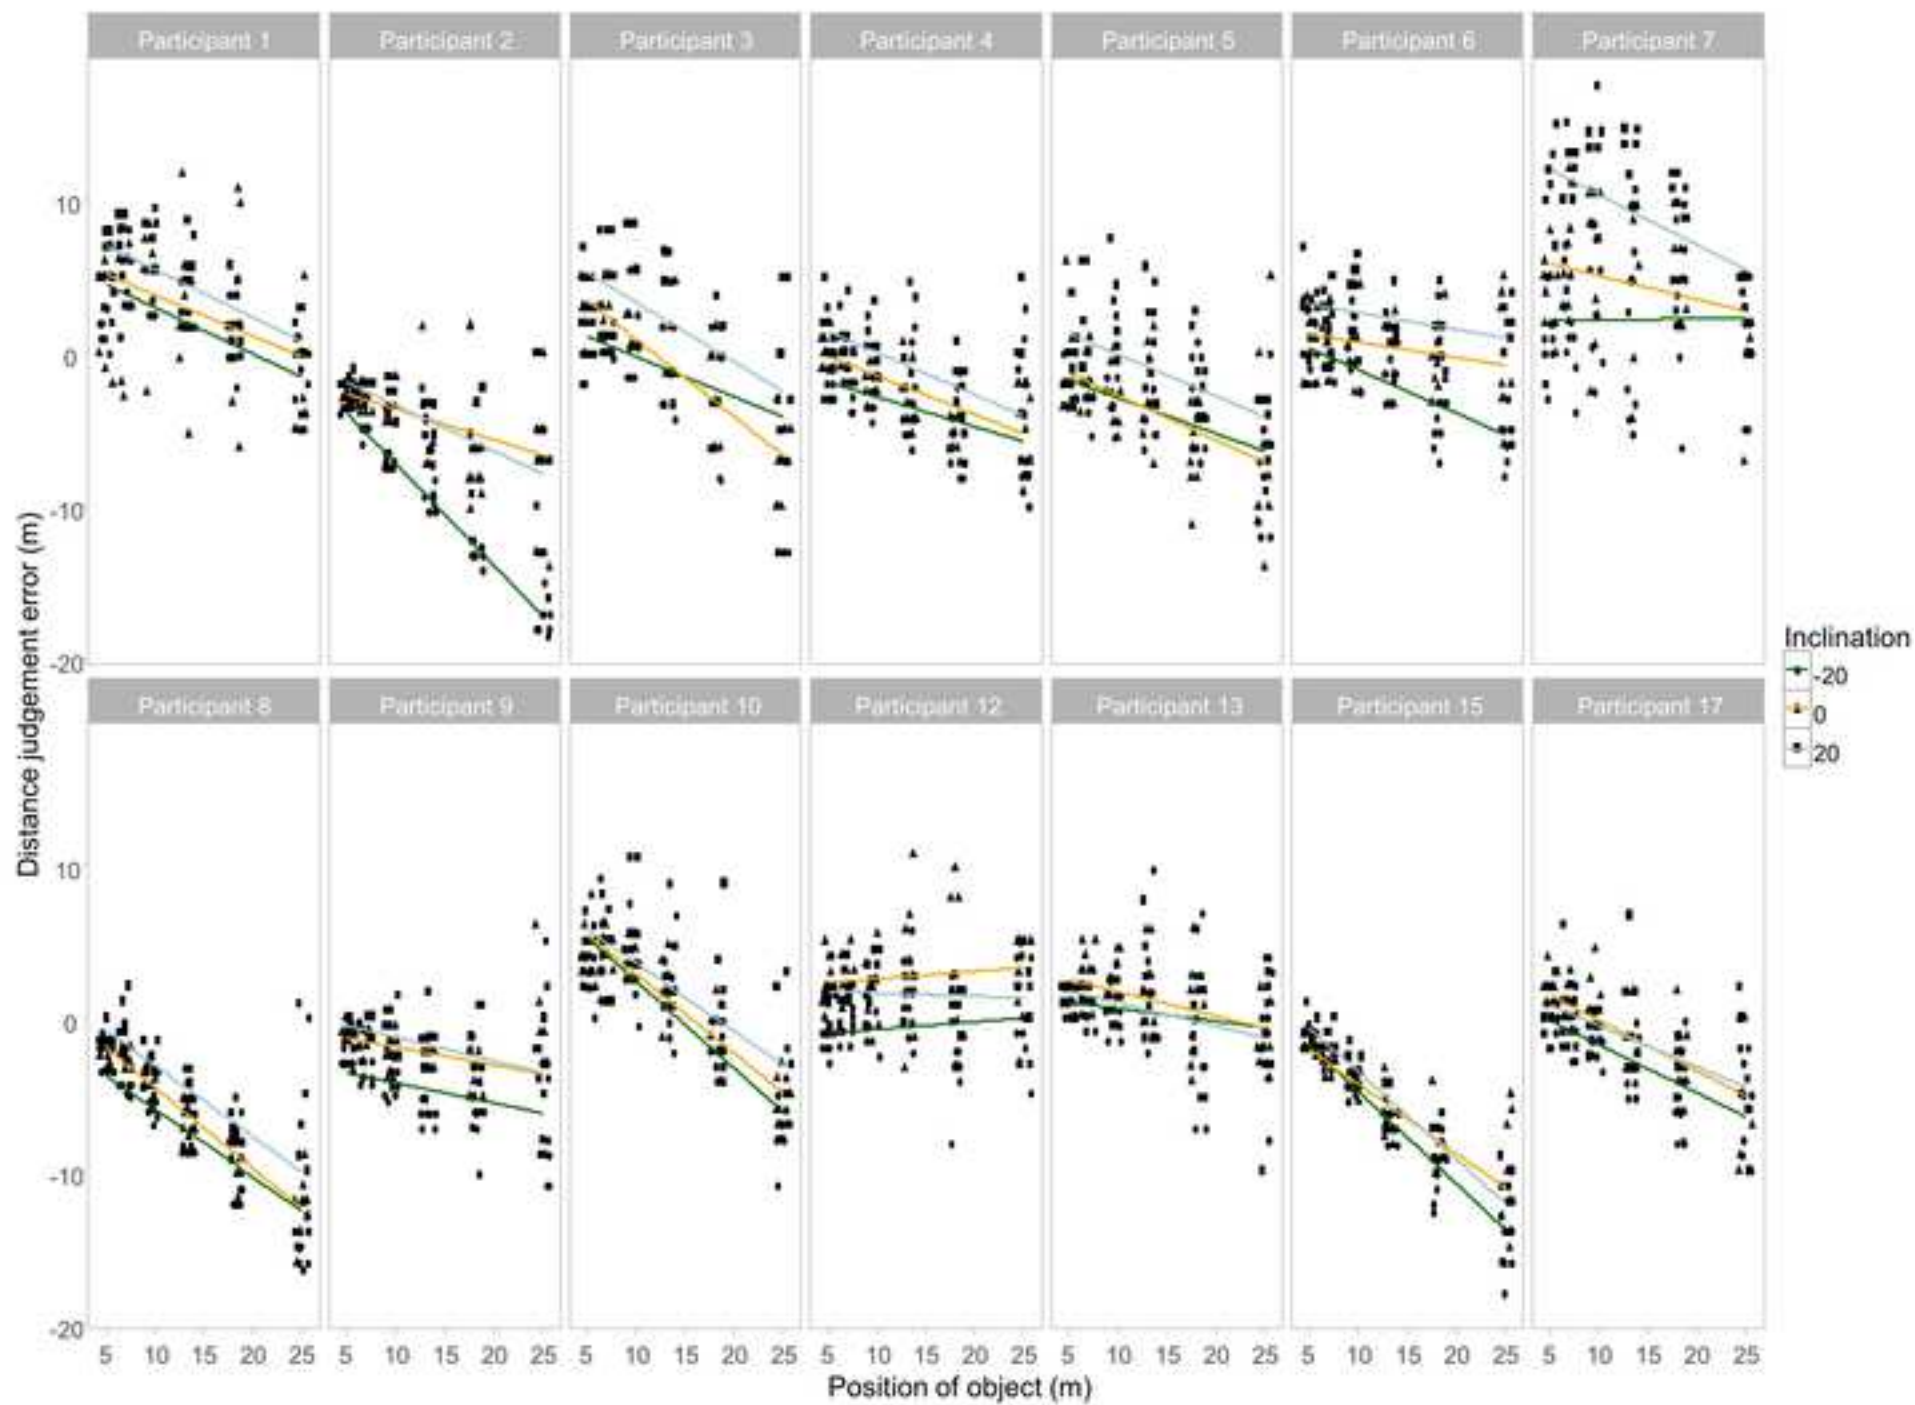 Participant 1 Participant 2 Participant 3 Participant 4 Participant 5 Participant 6 Participant 7
10
0
-10
-20
Distance judgement error (m)
Inclination
-20
0
20
Participant 8 Participant 9 Participant 10 Participant 12 Participant 13 Participant 15 Participant 17
10
0
-10
-20
5 10 15 20 25 5 10 15 20 25 5 10 15 20 25 5 10 15 20 25 5 10 15 20 25 5 10 15 20 25 5 10 15 20 25
Position of object (m)